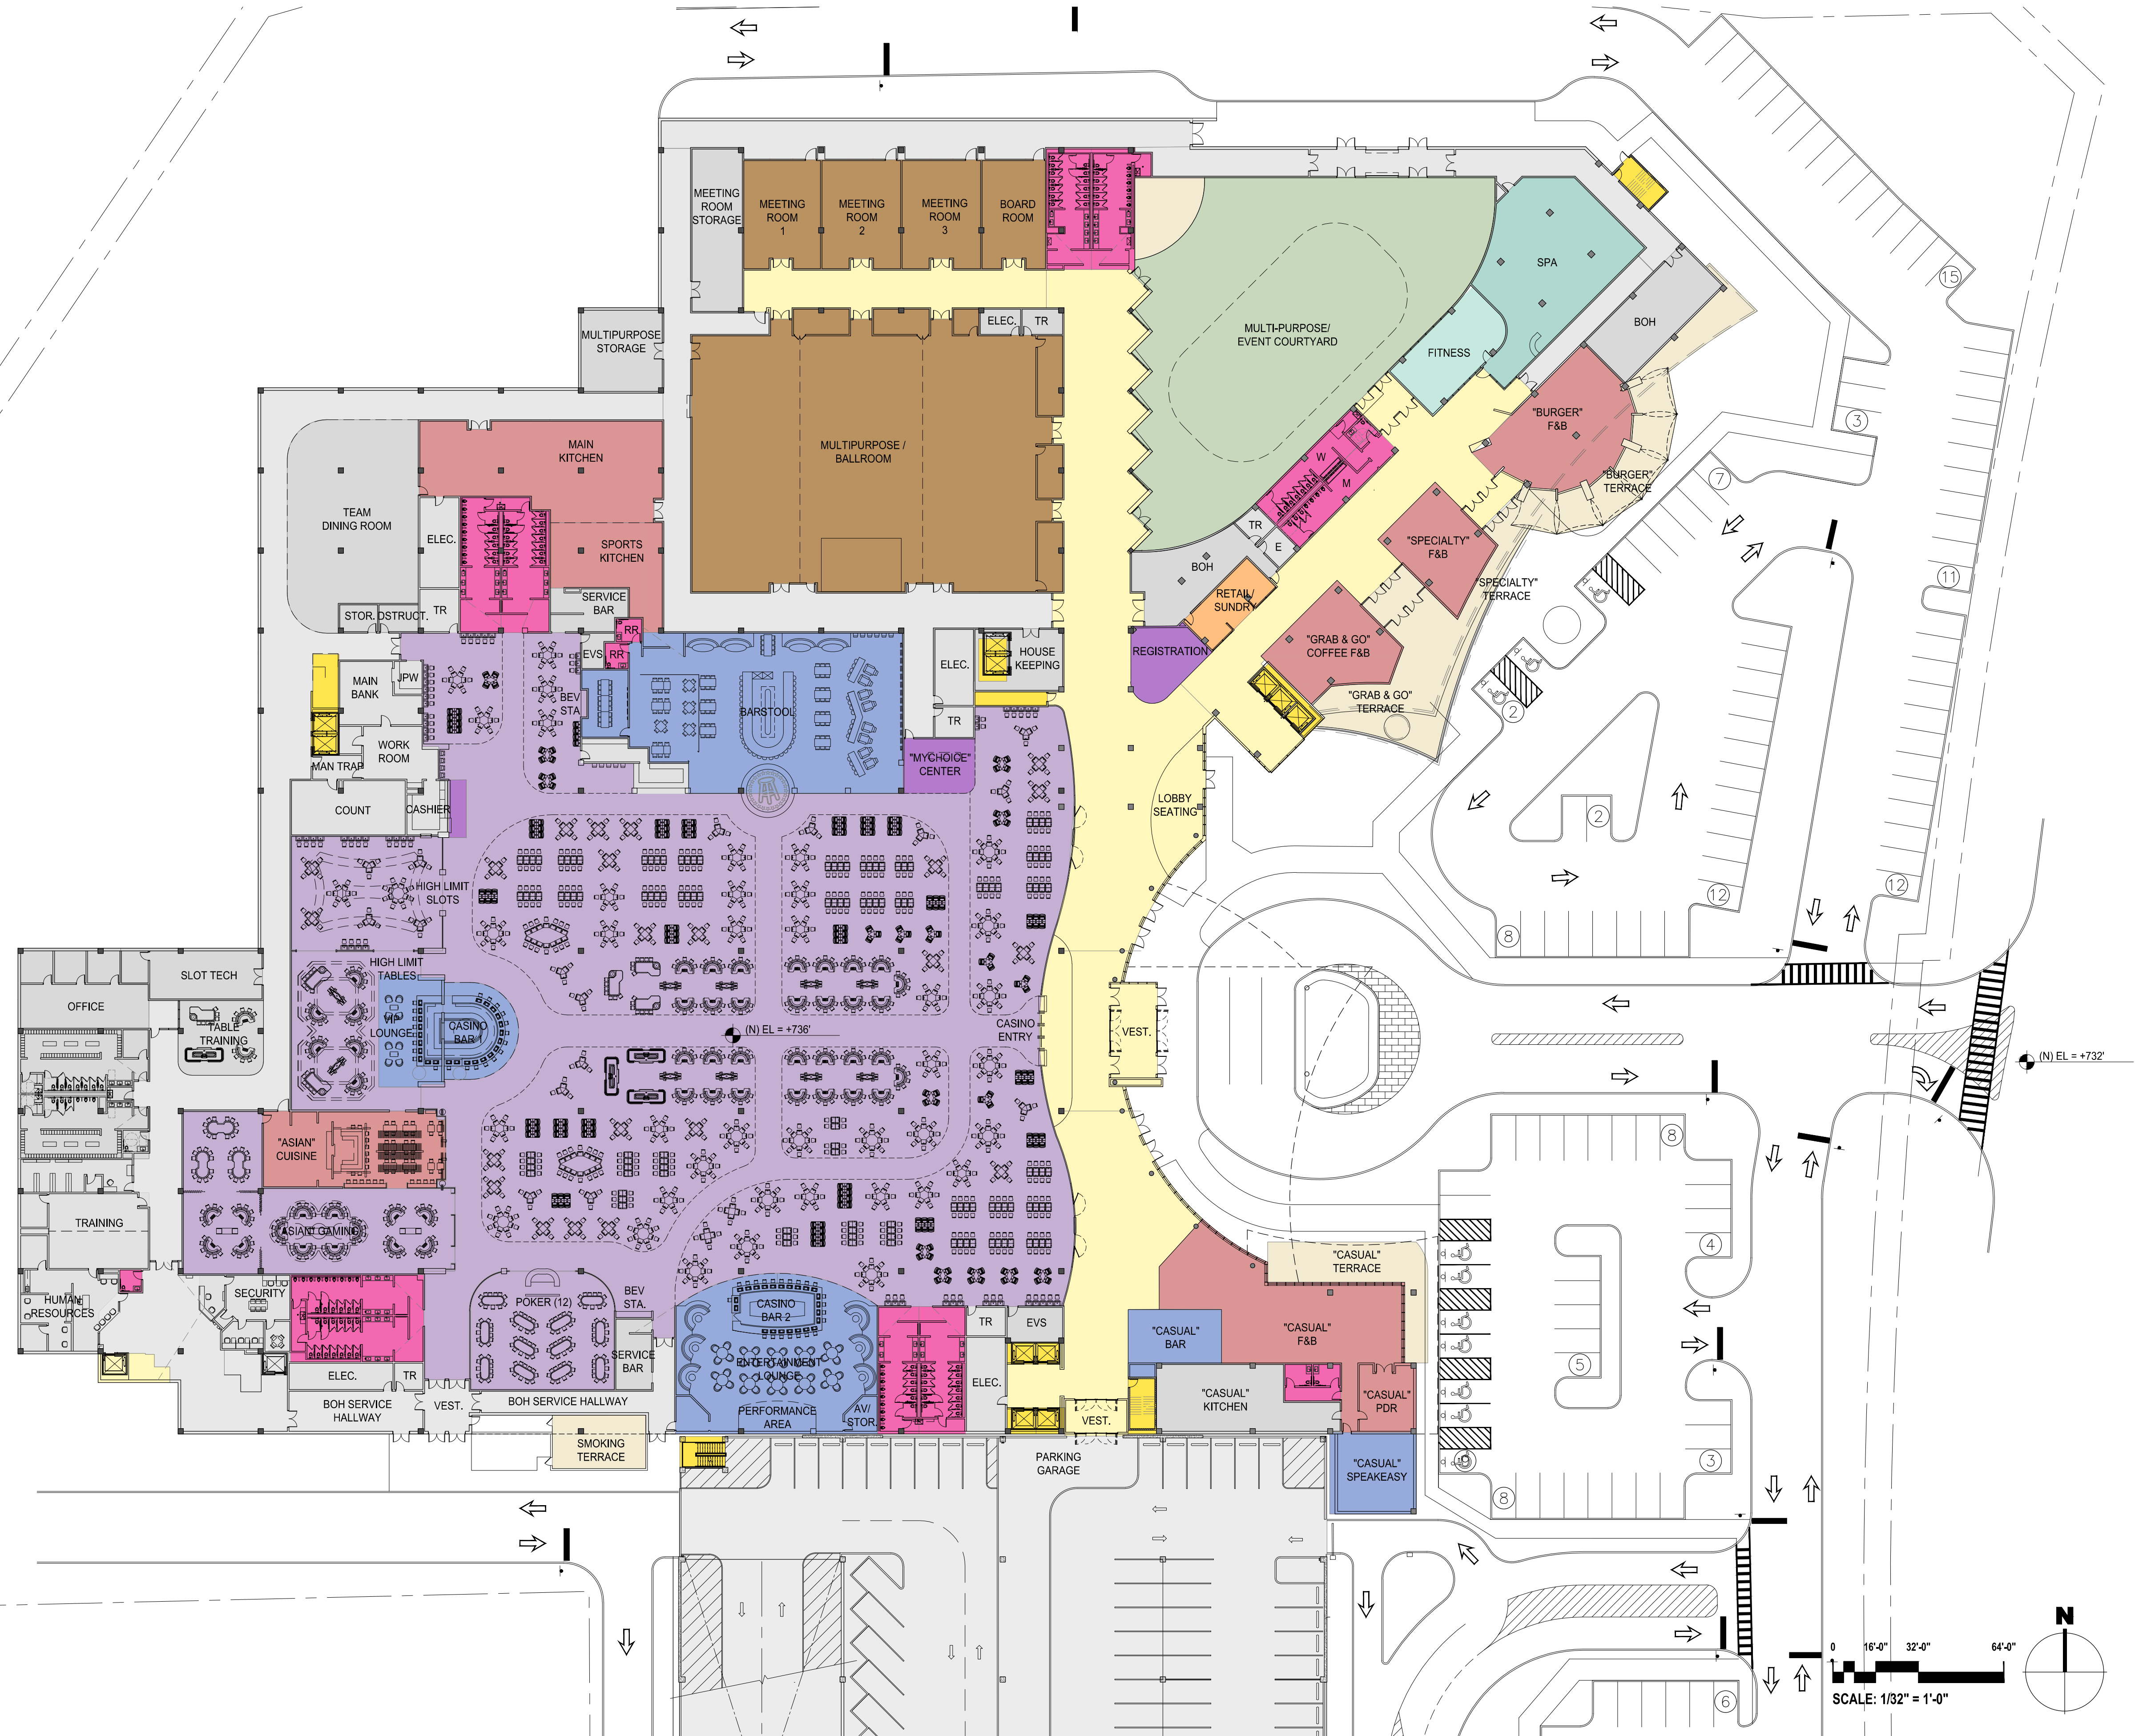 MEETING
ROOM
STORAGE
MEETING
ROOM
1
MEETING
ROOM
2
MEETING
ROOM
3
BOARD
ROOM
SPA
15
MULTIPURPOSE
STORAGE
ELEC.
TR
MULTI-PURPOSE/
EVENT COURTYARD
FITNESS
BOH
3
"BURGER"
F&B
MAIN
KITCHEN
MULTIPURPOSE /
BALLROOM
W
M
"BURGER"
TERRACE
7
TEAM
DINING ROOM
ELEC.
SPORTS
KITCHEN
TR
E
"SPECIALTY"
F&B
BOH
SPECIALTY"
TERRACE
11
RETAIL/
SUNDRY
SERVICE
BAR
STOR.
OSTRUCT.
TR
RR
RR
EVS
"GRAB & GO"
COFFEE F&B
REGISTRATION
ELEC.
HOUSE
KEEPING
MAIN
BANK
JPW
BEV
STA
BARSTOOL
"GRAB & GO"
TERRACE
2
TR
WORK
ROOM
MAN TRAP
"MYCHOICE"
CENTER
COUNT
CASHIER
LOBBY
SEATING
2
HIGH LIMIT
SLOTS
12
12
8
HIGH LIMIT
TABLES
SLOT TECH
OFFICE
TABLE
TRAINING
VIP
LOUNGE
CASINO
BAR 1
(N) EL = +736'
CASINO
ENTRY
VEST.
(N) EL = +732'
"ASIAN"
CUISINE
8
TRAINING
ASIAN GAMING
4
"CASUAL"
TERRACE
HUMAN
RESOURCES
SECURITY
POKER (12)
BEV
STA.
CASINO
BAR 2
TR
EVS
"CASUAL"
BAR
"CASUAL"
F&B
SERVICE
BAR
ENTERTAINMENT
LOUNGE
5
ELEC.
TR
ELEC.
BOH SERVICE
HALLWAY
VEST.
BOH SERVICE HALLWAY
PERFORMANCE
AREA
AV/
STOR.
VEST.
"CASUAL"
KITCHEN
"CASUAL"
PDR
SMOKING
TERRACE
PARKING
GARAGE
"CASUAL"
SPEAKEASY
3
8
N
0
16'-0"
32'-0"
64'-0"
SCALE: 1/32" = 1'-0"
6